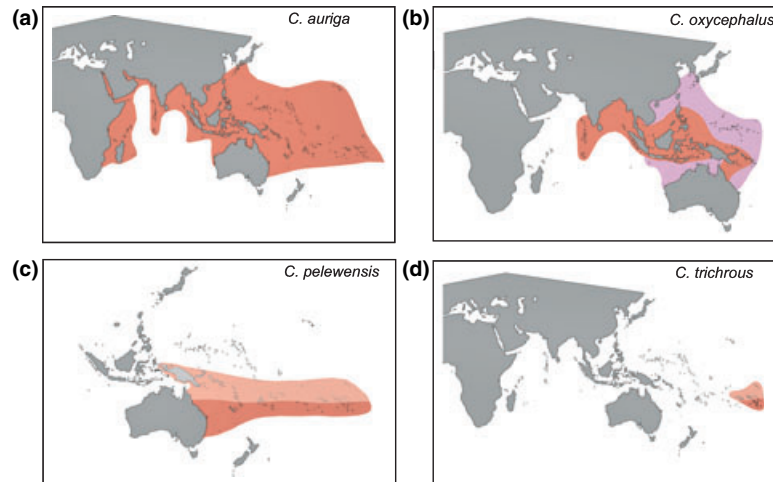 (a) C. auriga
(b) C. oxycephalus
(c) C. pelewensis
(d) C. trichrous